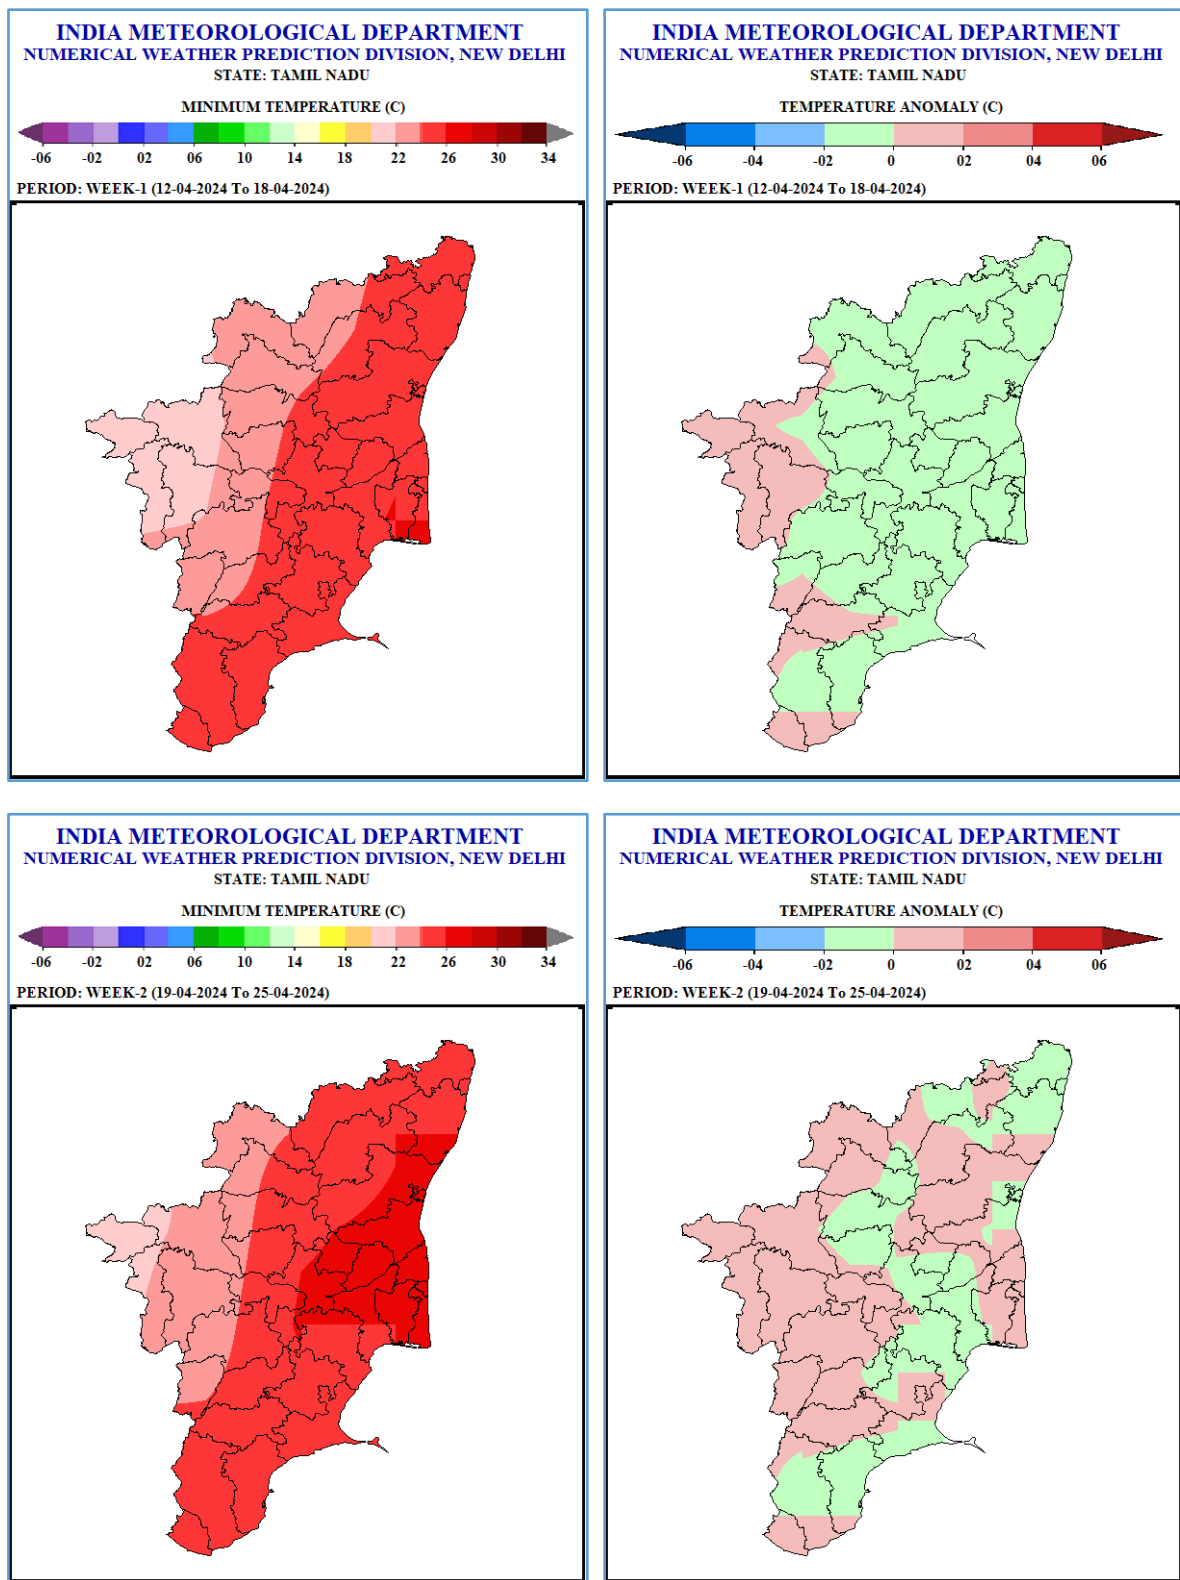 INDIA METEOROLOGICAL DEPARTMENT
NUMERICAL WEATHER PREDICTION DIVISION, NEW DELHI
STATE: TAMIL NADU
MINIMUM TEMPERATURE (C)
-06 -02 02 06 10 14 18 22 26 30 34
PERIOD: WEEK-1 (12-04-2024 To 18-04-2024)
INDIA METEOROLOGICAL DEPARTMENT
NUMERICAL WEATHER PREDICTION DIVISION, NEW DELHI
STATE: TAMIL NADU
TEMPERATURE ANOMALY (C)
-06 -04 -02 0 02 04 06
PERIOD: WEEK-1 (12-04-2024 To 18-04-2024)
INDIA METEOROLOGICAL DEPARTMENT
NUMERICAL WEATHER PREDICTION DIVISION, NEW DELHI
STATE: TAMIL NADU
MINIMUM TEMPERATURE (C)
-06 -02 02 06 10 14 18 22 26 30 34
PERIOD: WEEK-2 (19-04-2024 To 25-04-2024)
INDIA METEOROLOGICAL DEPARTMENT
NUMERICAL WEATHER PREDICTION DIVISION, NEW DELHI
STATE: TAMIL NADU
TEMPERATURE ANOMALY (C)
-06 -04 -02 0 02 04 06
PERIOD: WEEK-2 (19-04-2024 To 25-04-2024)